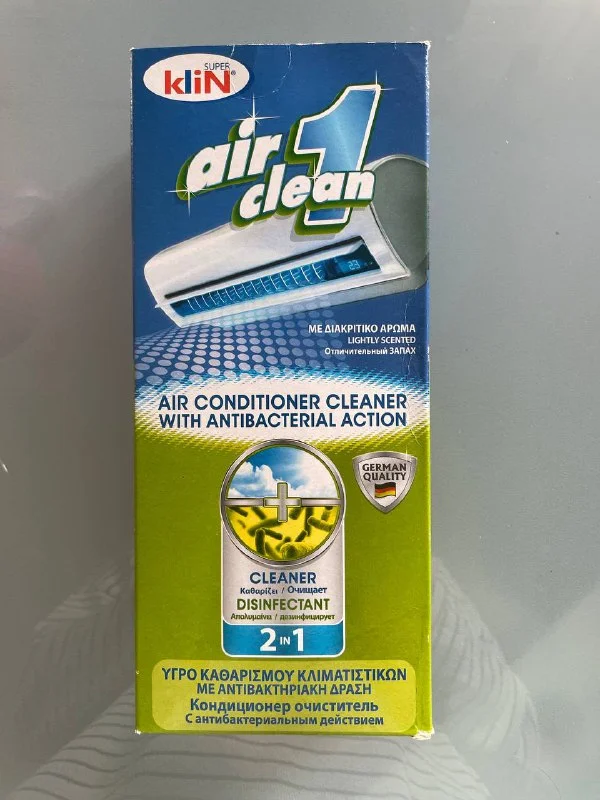 SUPER
kliN®
air 1
clean
23
ΜΕ ΔΙΑΚΡΙΤΙΚΟ ΑΡΩΜΑ
LIGHTLY SCENTED
Отличительный ЗАПАХ
AIR CONDITIONER CLEANER
WITH ANTIBACTERIAL ACTION
GERMAN
QUALITY
CLEANER
Καθαρίζει / Очищает
DISINFECTANT
Απολυμαίνει / дезинфицирует
2 IN 1
ΥΓΡΟ ΚΑΘΑΡΙΣΜΟΥ ΚΛΙΜΑΤΙΣΤΙΚΩΝ
ΜΕ ΑΝΤΙΒΑΚΤΗΡΙΑΚΗ ΔΡΑΣΗ
Кондиционер очиститель
С антибактериальным действием